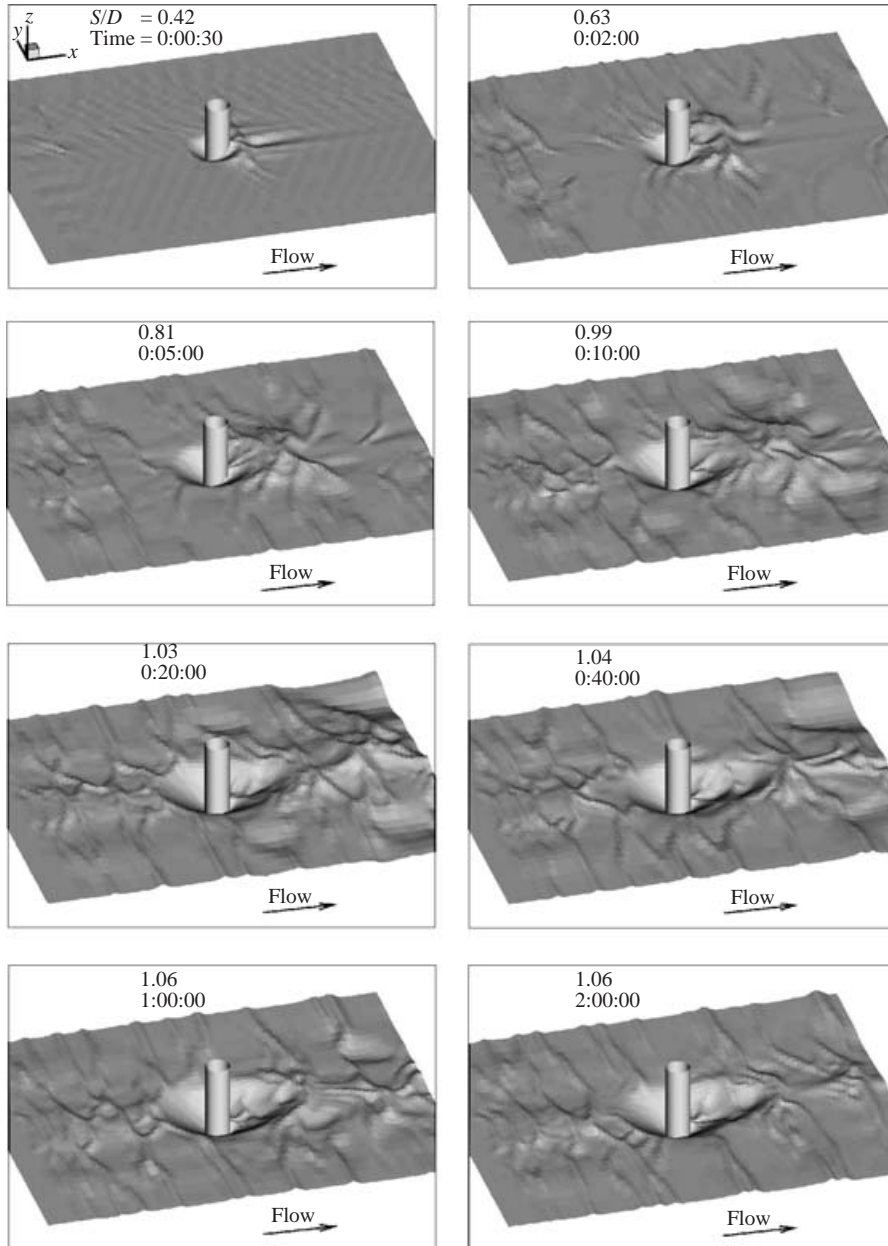 z
y
x
S/D = 0.42
Time = 0:00:30
Flow
0.63
0:02:00
Flow
0.81
0:05:00
Flow
0.99
0:10:00
Flow
1.03
0:20:00
Flow
1.04
0:40:00
Flow
1.06
1:00:00
Flow
1.06
2:00:00
Flow